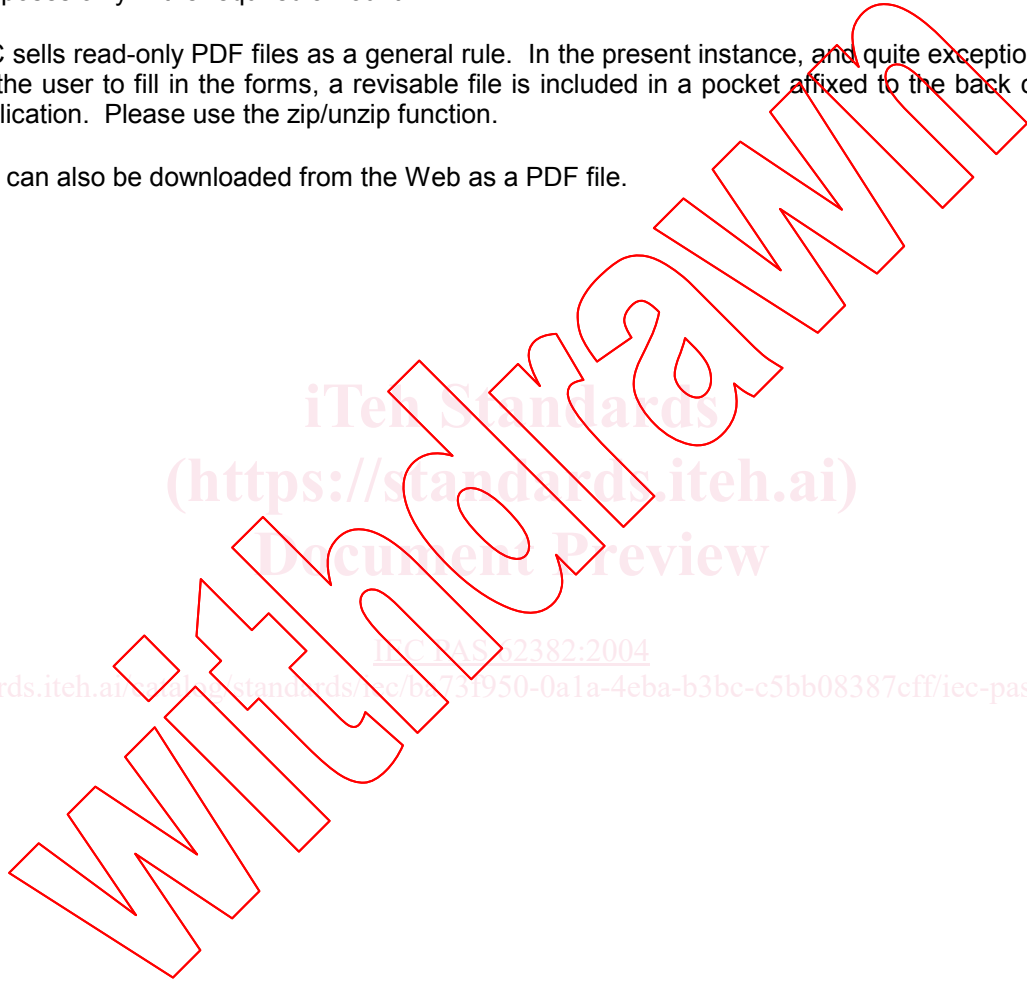 C sells read-only PDF files as a general rule. In the present instance, and quite exceptio
the user to fill in the forms, a revisable file is included in a pocket affixed to the back o
lication. Please use the zip/unzip function.
can also be downloaded from the Web as a PDF file.
withdrawn
iTeh Standards
(https://standards.iteh.ai)
Document Preview
IEC PAS 62382:2004
rds.iteh.ai/catalog/standards/iec/ba73f950-0a1a-4eba-b3bc-c5bb08387cff/iec-pas